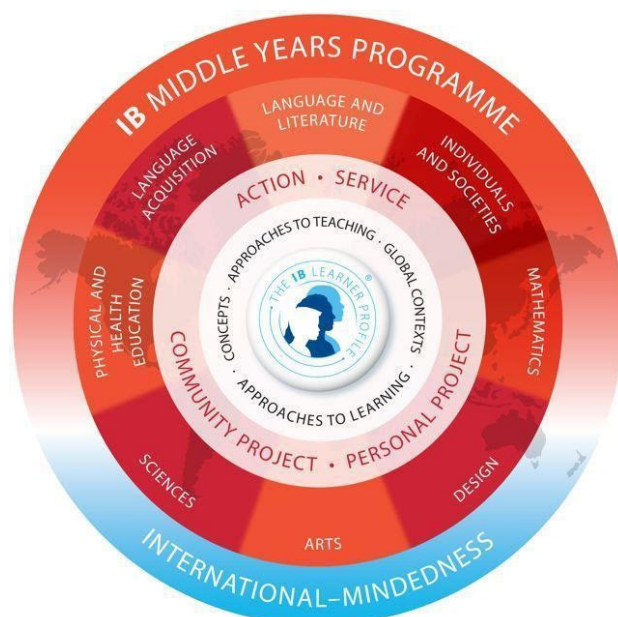 IB MIDDLE YEARS PROGRAMME
LANGUAGE AND
LITERATURE
LANGUAGE
ACQUISITION
INDIVIDUALS
AND SOCIETIES
PHYSICAL AND
HEALTH
EDUCATION
MATHEMATICS
SCIENCES
ARTS
DESIGN
ACTION • SERVICE
COMMUNITY PROJECT • PERSONAL PROJECT
APPROACHES TO TEACHING • GLOBAL CONTEXTS •
APPROACHES TO LEARNING • CONCEPTS •
• THE IB LEARNER PROFILE • ®
INTERNATIONAL–MINDEDNESS